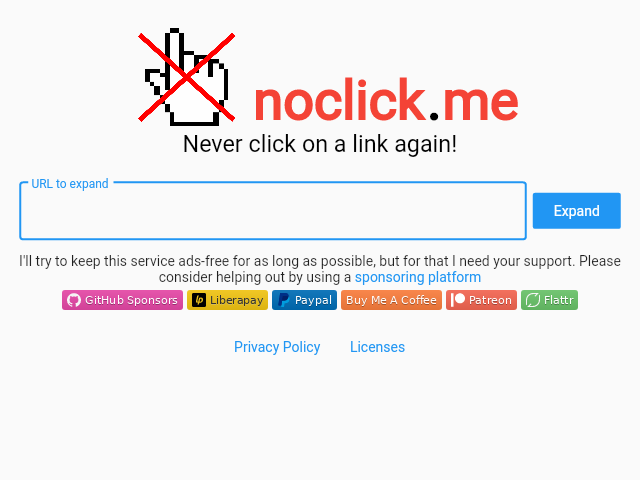 noclick.me
Never click on a link again!
URL to expand
Expand
I'll try to keep this service ads-free for as long as possible, but for that I need your support. Please
consider helping out by using a sponsoring platform
GitHub Sponsors Liberapay Paypal Buy Me A Coffee Patreon Flattr
Privacy Policy Licenses